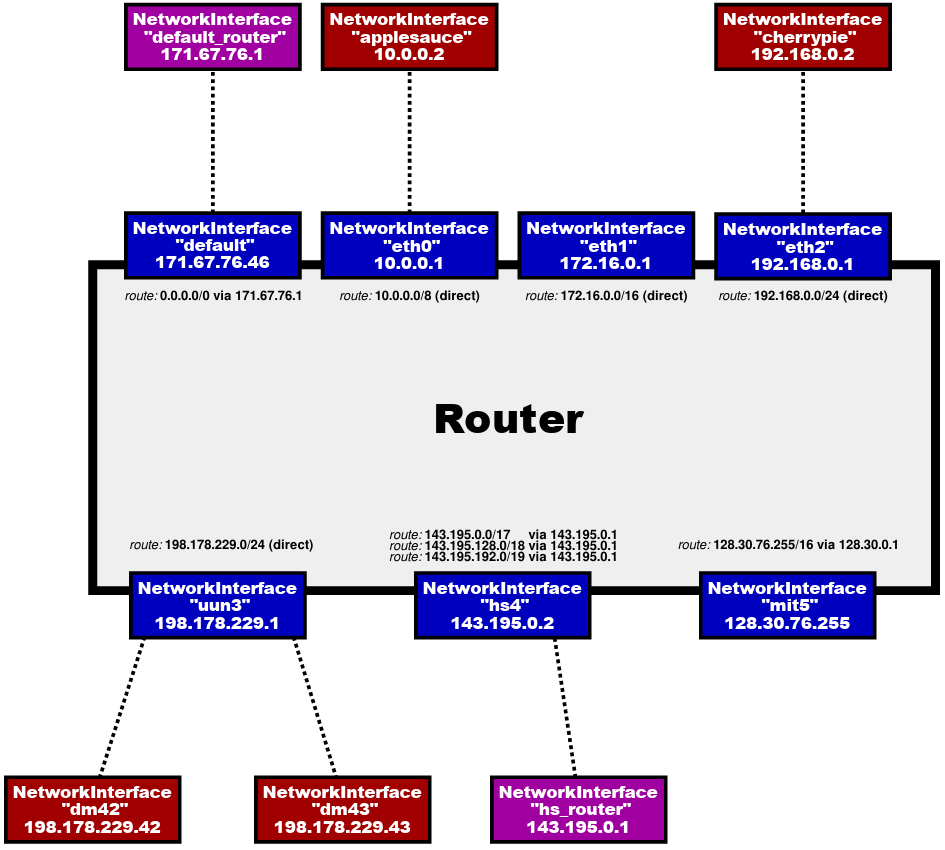 NetworkInterface
"default_router"
171.67.76.1
NetworkInterface
"applesauce"
10.0.0.2
NetworkInterface
"cherrypie"
192.168.0.2
NetworkInterface
"default"
171.67.76.46
NetworkInterface
"eth0"
10.0.0.1
NetworkInterface
"eth1"
172.16.0.1
NetworkInterface
"eth2"
192.168.0.1
route: 0.0.0.0/0 via 171.67.76.1
route: 10.0.0.0/8 (direct)
route: 172.16.0.0/16 (direct)
route: 192.168.0.0/24 (direct)
Router
route: 198.178.229.0/24 (direct)
route: 143.195.0.0/17 via 143.195.0.1
route: 143.195.128.0/18 via 143.195.0.1
route: 143.195.192.0/19 via 143.195.0.1
route: 128.30.76.255/16 via 128.30.0.1
NetworkInterface
"uun3"
198.178.229.1
NetworkInterface
"hs4"
143.195.0.2
NetworkInterface
"mit5"
128.30.76.255
NetworkInterface
"dm42"
198.178.229.42
NetworkInterface
"dm43"
198.178.229.43
NetworkInterface
"hs_router"
143.195.0.1